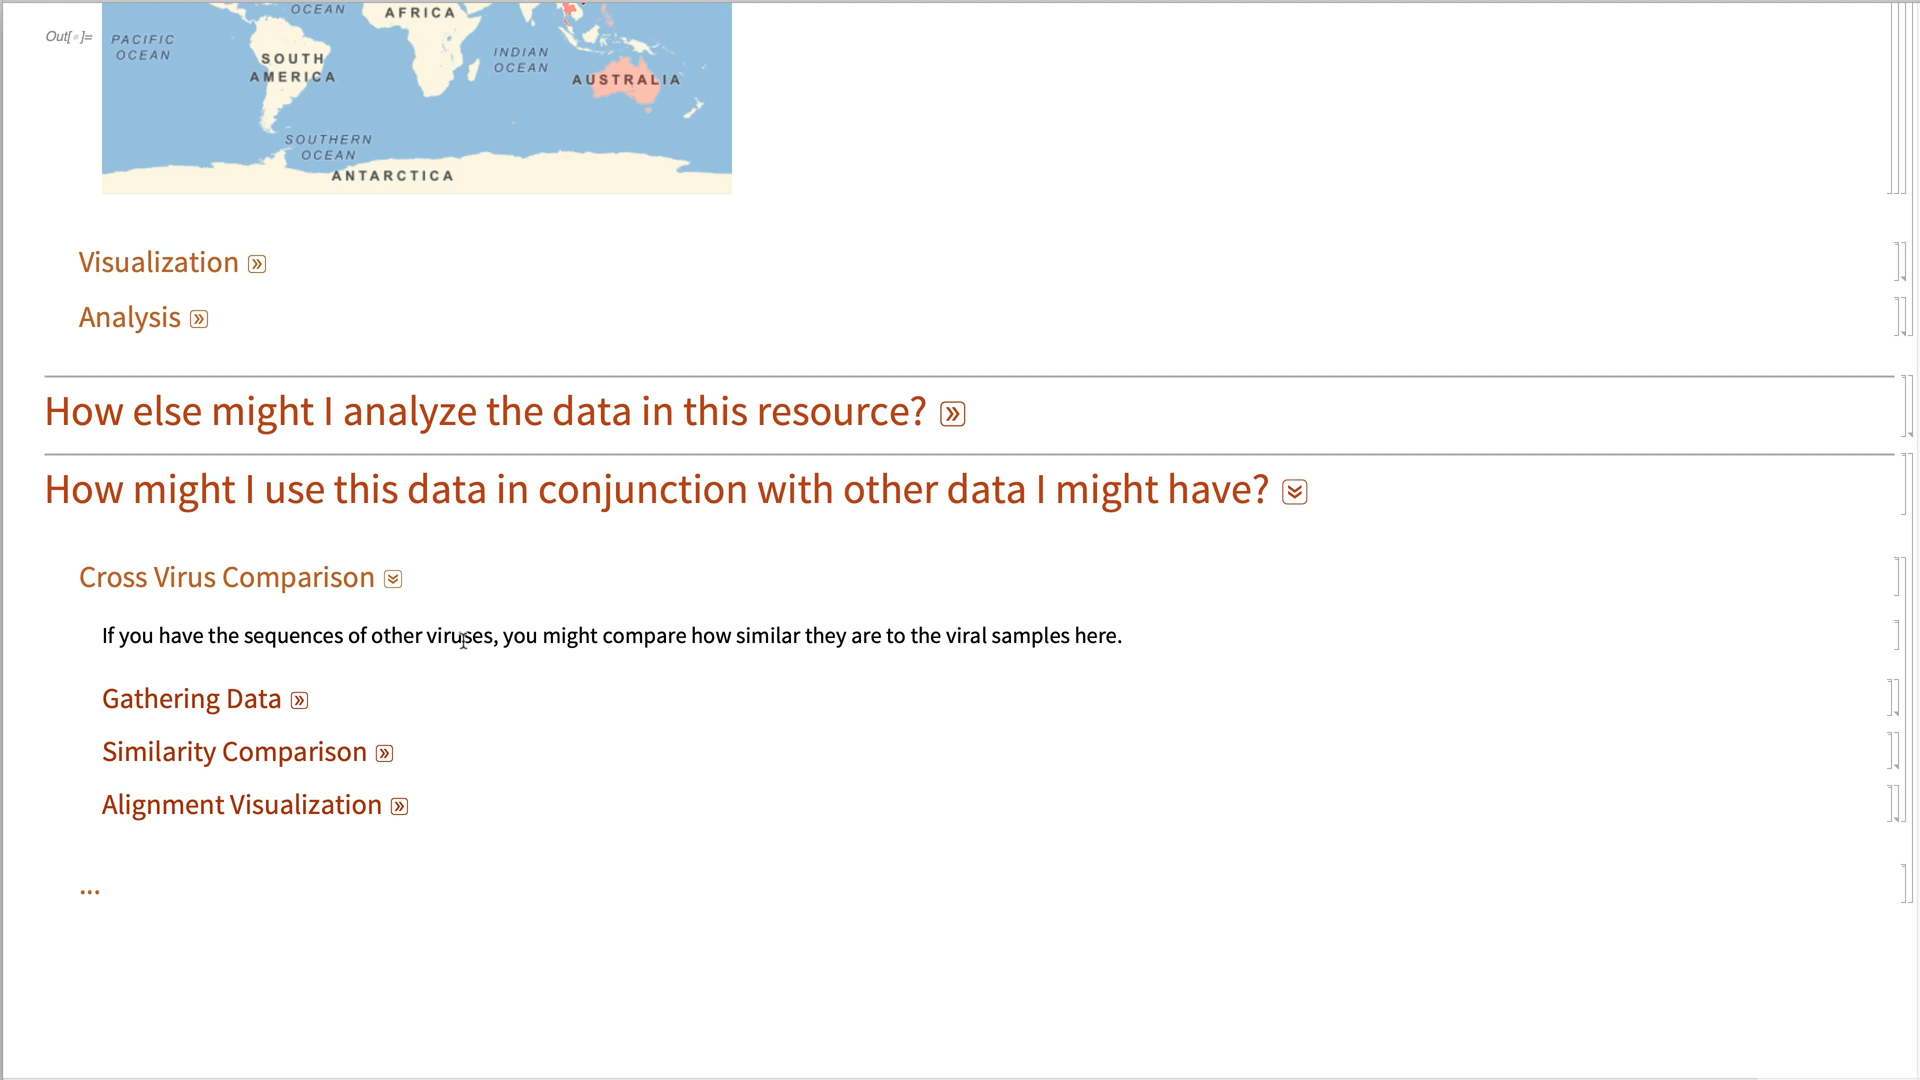 OCEAN
AFRICA
Out[ ]=
PACIFIC
OCEAN
SOUTH
AMERICA
INDIAN
OCEAN
AUSTRALIA
SOUTHERN
OCEAN
ANTARCTICA
Visualization
Analysis
How else might I analyze the data in this resource?
How might I use this data in conjunction with other data I might have?
Cross Virus Comparison
If you have the sequences of other viruses, you might compare how similar they are to the viral samples here.
Gathering Data
Similarity Comparison
Alignment Visualization
...